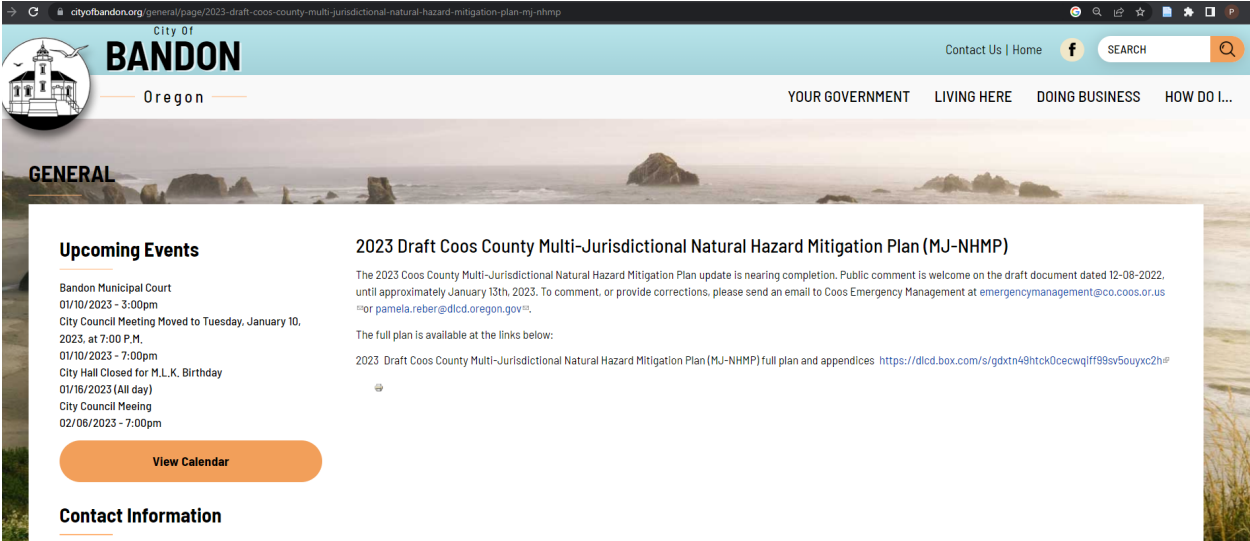 cityofbandon.org/general/page/2023-draft-coos-county-multi-jurisdictional-natural-hazard-mitigation-plan-mj-nhmp
P
City Of
BANDON
Oregon
Contact Us | Home
f
SEARCH
YOUR GOVERNMENT LIVING HERE DOING BUSINESS HOW DO I...
GENERAL
Upcoming Events
Bandon Municipal Court
01/10/2023 - 3:00pm
City Council Meeting Moved to Tuesday, January 10,
2023, at 7:00 P.M.
01/10/2023 - 7:00pm
City Hall Closed for M.L.K. Birthday
01/16/2023 (All day)
City Council Meeing
02/06/2023 - 7:00pm
View Calendar
Contact Information
2023 Draft Coos County Multi-Jurisdictional Natural Hazard Mitigation Plan (MJ-NHMP)
The 2023 Coos County Multi-Jurisdictional Natural Hazard Mitigation Plan update is nearing completion. Public comment is welcome on the draft document dated 12-08-2022,
until approximately January 13th, 2023. To comment, or provide corrections, please send an email to Coos Emergency Management at emergencymanagement@co.coos.or.us
or pamela.reber@dlcd.oregon.gov.
The full plan is available at the links below:
2023 Draft Coos County Multi-Jurisdictional Natural Hazard Mitigation Plan (MJ-NHMP) full plan and appendices https://dlcd.box.com/s/gdxtn49htck0cecwqiff99sv5ouyxc2h